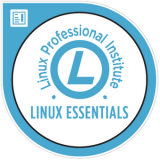 Linux Professional Institute
L
LINUX ESSENTIALS